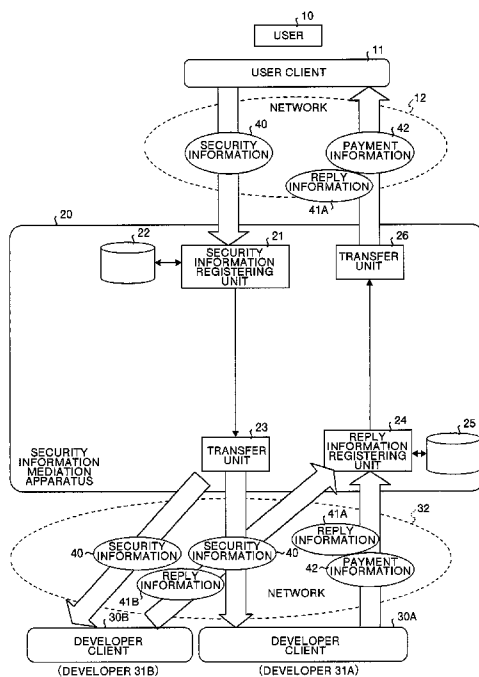 10
USER
11
USER CLIENT
NETWORK
12
40
SECURITY
INFORMATION
42
PAYMENT
INFORMATION
REPLY
INFORMATION
41A
20
22
21
SECURITY
INFORMATION
REGISTERING
UNIT
26
TRANSFER
UNIT
SECURITY
INFORMATION
MEDIATION
APPARATUS
23
TRANSFER
UNIT
24
REPLY
INFORMATION
REGISTERING
UNIT
25
41A
32
REPLY
INFORMATION
40
SECURITY
INFORMATION
SECURITY
INFORMATION
40
42
PAYMENT
INFORMATION
REPLY
INFORMATION
41B
NETWORK
30B
30A
DEVELOPER
CLIENT
DEVELOPER
CLIENT
(DEVELOPER 31B)
(DEVELOPER 31A)